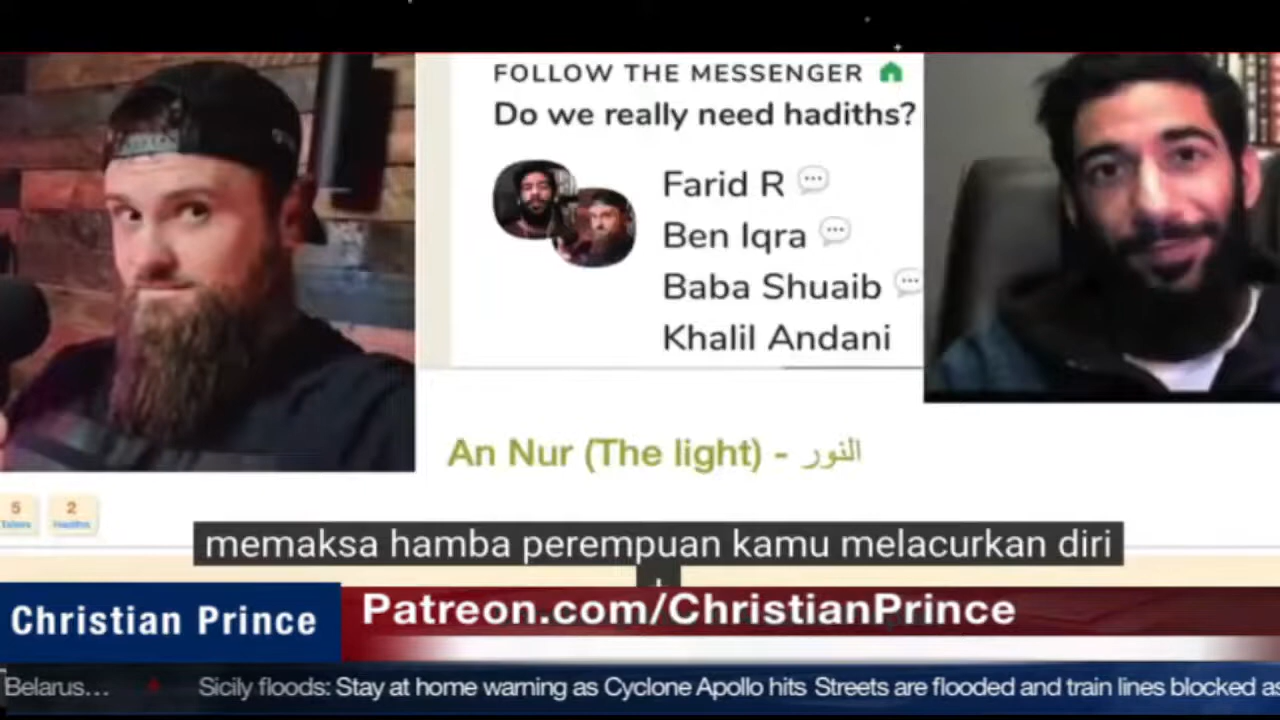 FOLLOW THE MESSENGER
Do we really need hadiths?
Farid R
Ben Iqra
Baba Shuaib
Khalil Andani
An Nur (The light) - النور
5
2
Hadiths
memaksa hamba perempuan kamu melacurkan diri
Christian Prince
Patreon.com/ChristianPrince
Belarus...
Sicily floods: Stay at home warning as Cyclone Apollo hits Streets are flooded and train lines blocked as